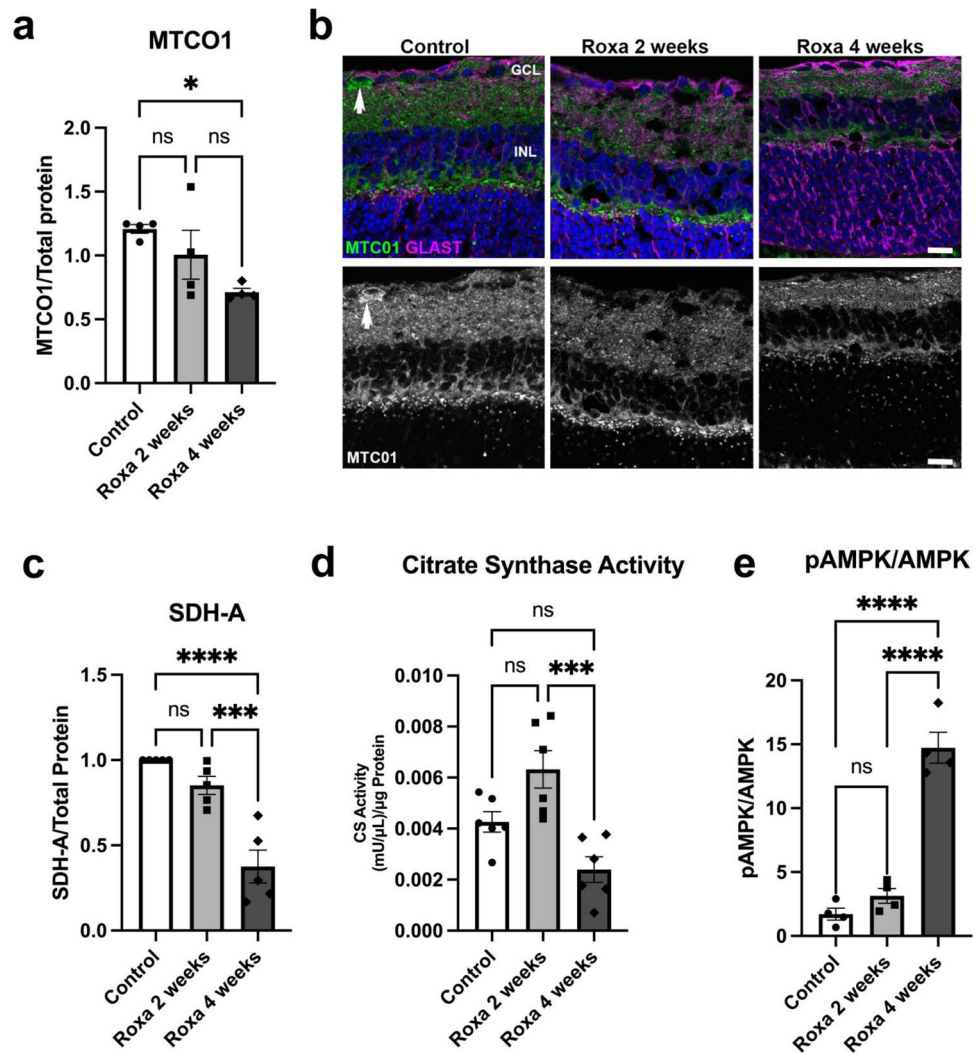 a
MTCO1
*
ns
ns
MTCO1/Total protein
2.0
1.5
1.0
0.5
0.0
Control
Roxa 2 weeks
Roxa 4 weeks
b
Control
Roxa 2 weeks
Roxa 4 weeks
GCL
INL
MTC01 GLAST
MTC01
c
SDH-A
****
ns
***
SDH-A/Total Protein
1.5
1.0
0.5
0.0
Control
Roxa 2 weeks
Roxa 4 weeks
d
Citrate Synthase Activity
ns
ns
***
CS Activity
(mU/µL)/µg Protein
0.010
0.008
0.006
0.004
0.002
0.000
Control
Roxa 2 weeks
Roxa 4 weeks
e
pAMPK/AMPK
****
****
ns
pAMPK/AMPK
20
15
10
5
0
Control
Roxa 2 weeks
Roxa 4 weeks